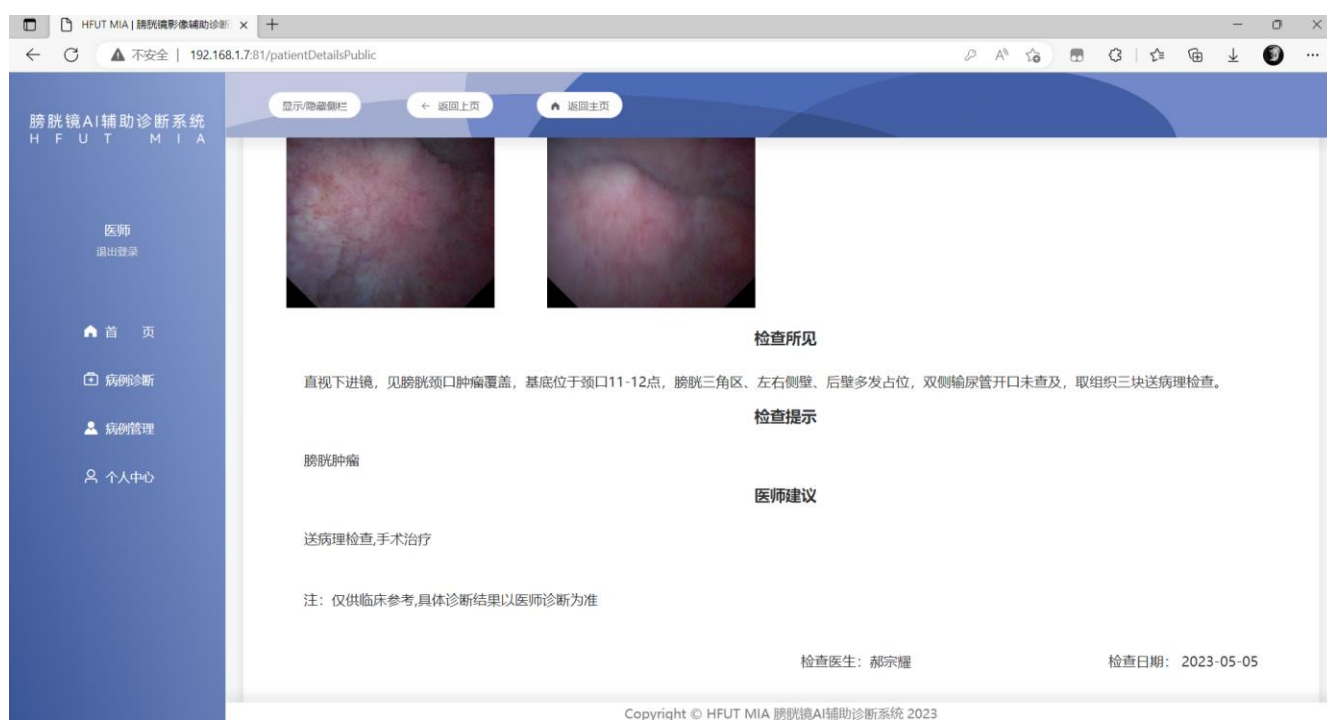 HFUT MIA | 膀胱镜影像辅助诊断
不安全 | 192.168.1.7:81/patientDetailsPublic
膀胱镜AI辅助诊断系统
HFUT MIA
医师
退出登录
首 页
病例诊断
病例管理
个人中心
显示/隐藏侧栏
← 返回上页
返回主页
检查所见
直视下进镜，见膀胱颈口肿瘤覆盖，基底位于颈口11-12点，膀胱三角区、左右侧壁、后壁多发占位，双侧输尿管开口未查及，取组织三块送病理检查。
检查提示
膀胱肿瘤
医师建议
送病理检查,手术治疗
注：仅供临床参考,具体诊断结果以医师诊断为准
检查医生：郝宗耀
检查日期： 2023-05-05
Copyright © HFUT MIA 膀胱镜AI辅助诊断系统 2023